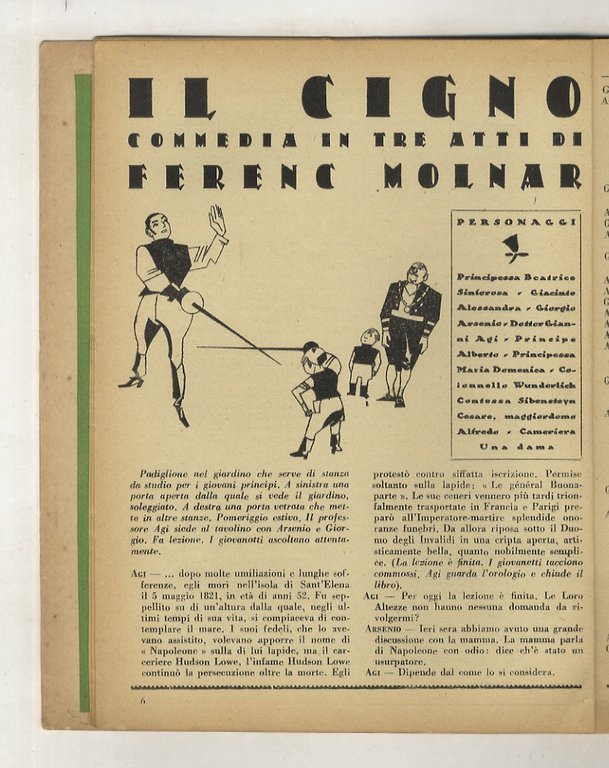 IL CIGNO
COMMEDIA IN TRE ATTI DI
FERENC MOLNAR
PERSONAGGI
Principessa Beatrice
Sinforosa - Giacinto
Alessandra - Giorgio
Arsenio - Dottor Gian-
ni Agi - Principe
Alberto - Principessa
Maria Domenica - Co-
lonnello Wunderlich
Contessa Sibensteyn
Cesare, maggiordomo
Alfredo - Cameriera
Una dama
Padiglione nel giardino che serve di stanza
da studio per i giovani principi. A sinistra una
porta aperta dalla quale si vede il giardino,
soleggiato. A destra una porta vetrata che met-
te in altre stanze. Pomeriggio estivo. Il profes-
sore Agi siede al tavolino con Arsenio e Gior-
gio. Fa lezione. I giovanotti ascoltano attenta-
mente.
AGI — ... dopo molte umiliazioni e lunghe sof-
ferenze, egli morì nell'isola di Sant'Elena
il 5 maggio 1821, in età di anni 52. Fu sep-
pellito su di un'altura dalla quale, negli ul-
timi tempi di sua vita, si compiaceva di con-
templare il mare. I suoi fedeli, che lo ave-
vano assistito, volevano apporre il nome di
« Napoleone » sulla di lui lapide, ma il car-
ceriere Hudson Lowe, l'infame Hudson Lowe
continuò la persecuzione oltre la morte. Egli
protestò contro siffatta iscrizione. Permise
soltanto sulla lapide: « Le général Buona-
parte ». Le sue ceneri vennero più tardi trion-
falmente trasportate in Francia e Parigi pre-
parò all'Imperatore-martire splendide ono-
ranze funebri. Da allora riposa sotto il Duo-
mo degli Invalidi in una cripta aperta, arti-
sticamente bella, quanto nobilmente sempli-
ce. (La lezione è finita. I giovanetti tacciono
commossi. Agi guarda l'orologio e chiude il
libro).
AGI — Per oggi la lezione è finita. Le Loro
Altezze non hanno nessuna domanda da ri-
volgermi?
ARSENIO — Ieri sera abbiamo avuto una grande
discussione con la mamma. La mamma parla
di Napoleone con odio: dice ch'è stato un
usurpatore.
AGI — Dipende dal come lo si considera.
6